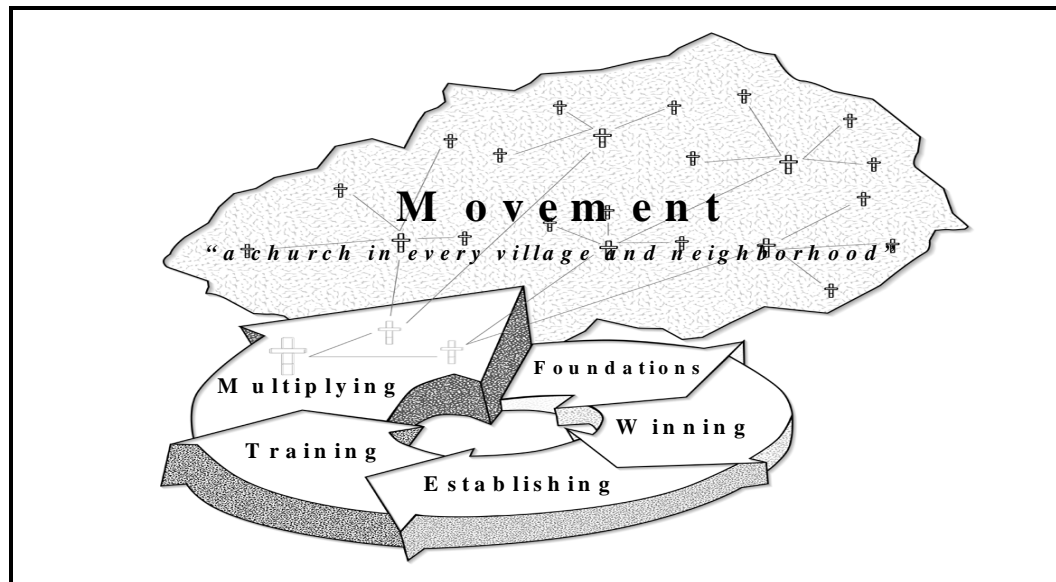 Movement
“a church in every village and neighborhood”
Foundations
Multiplying
Winning
Training
Establishing